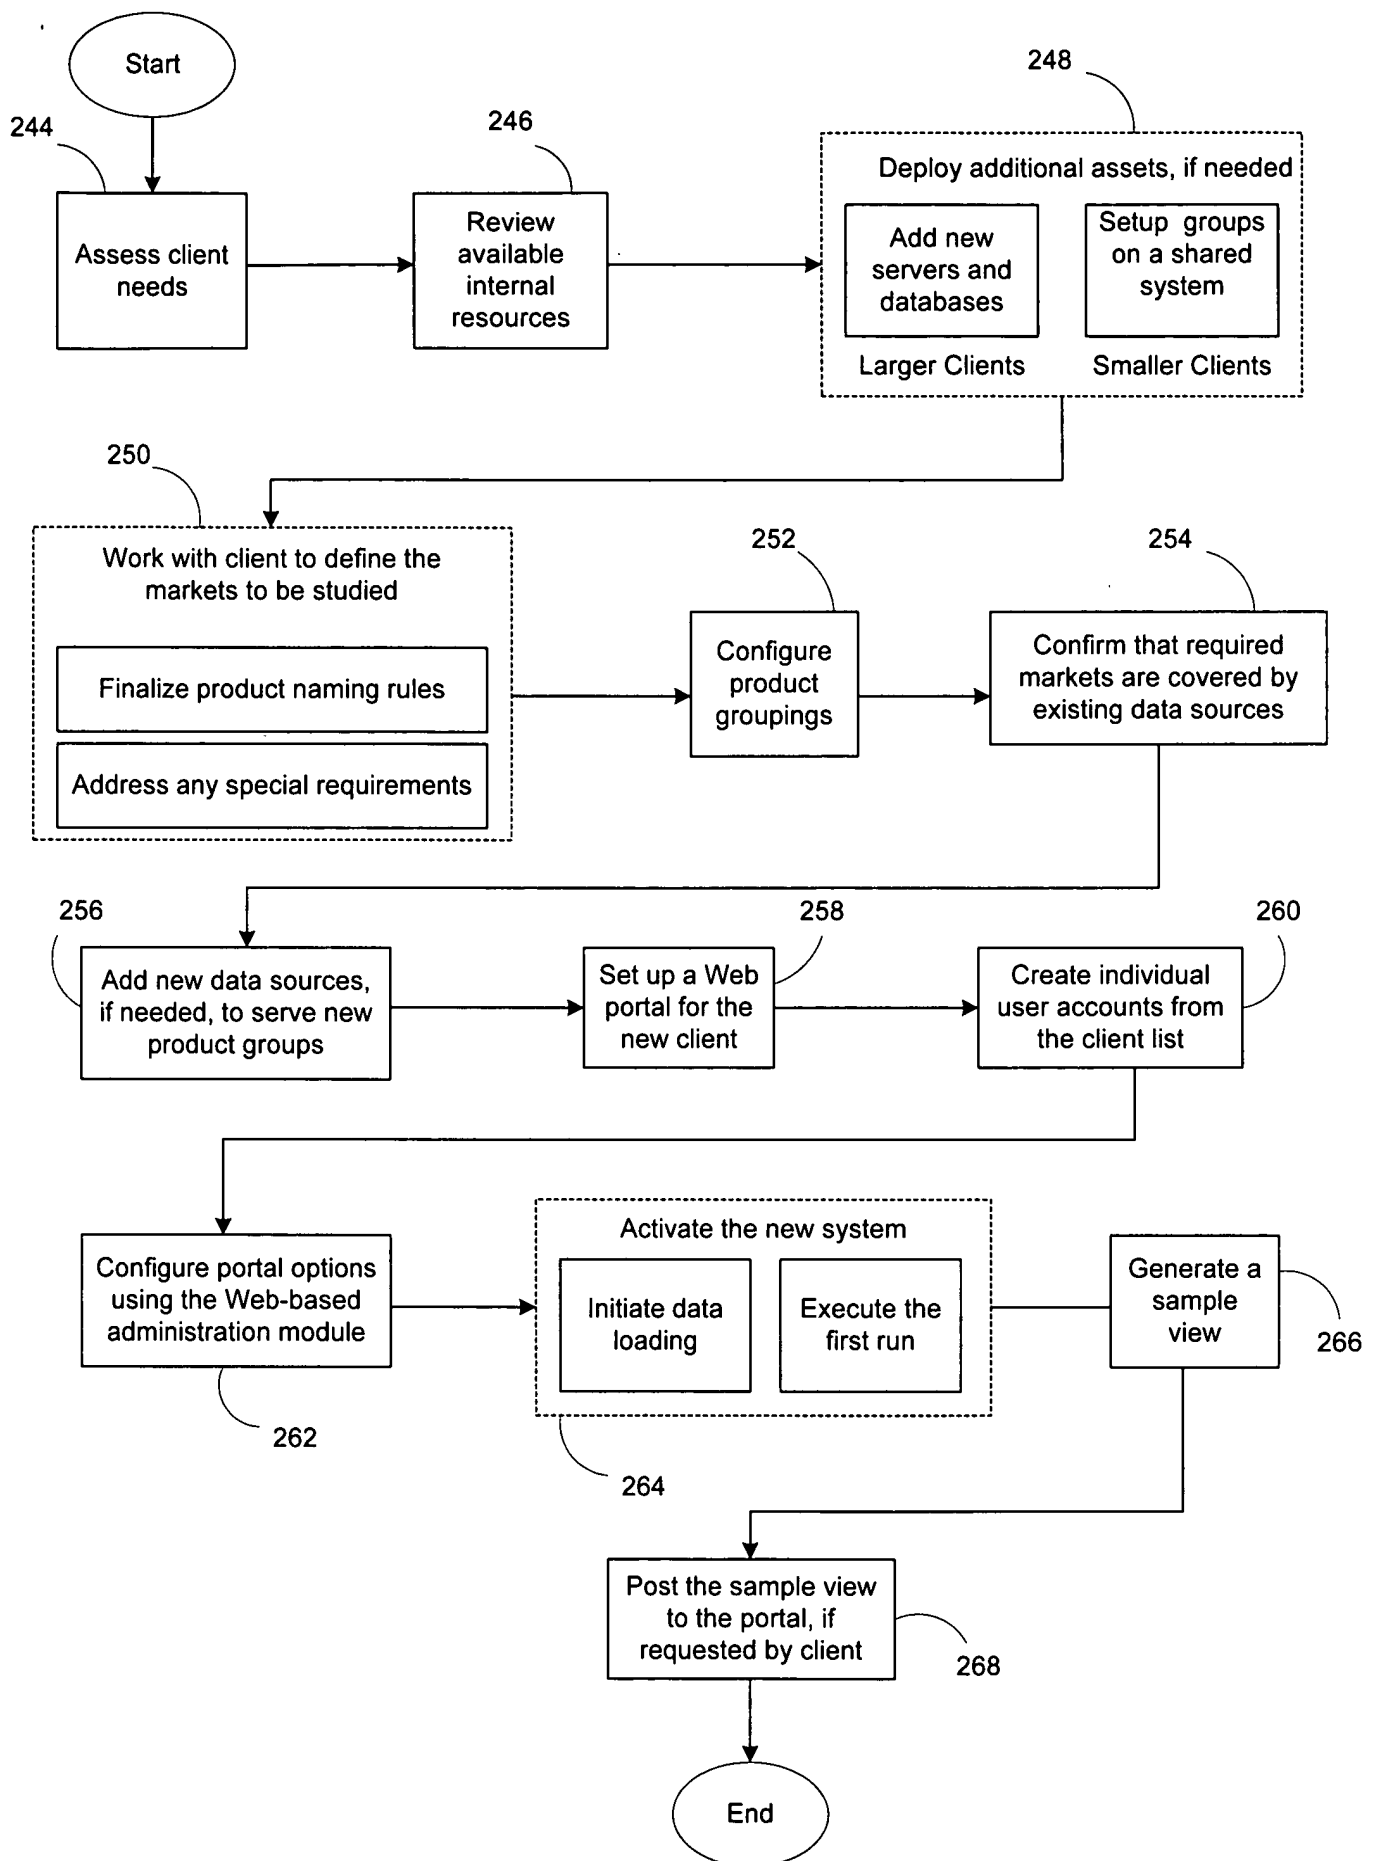 Start
244
Assess client
needs
246
Review
available
internal
resources
248
Deploy additional assets, if needed
Add new
servers and
databases
Larger Clients
Setup groups
on a shared
system
Smaller Clients
250
Work with client to define the
markets to be studied
Finalize product naming rules
Address any special requirements
252
Configure
product
groupings
254
Confirm that required
markets are covered by
existing data sources
256
Add new data sources,
if needed, to serve new
product groups
258
Set up a Web
portal for the
new client
260
Create individual
user accounts from
the client list
Configure portal options
using the Web-based
administration module
262
Activate the new system
Initiate data
loading
Execute the
first run
264
Generate a
sample
view
266
Post the sample view
to the portal, if
requested by client
268
End